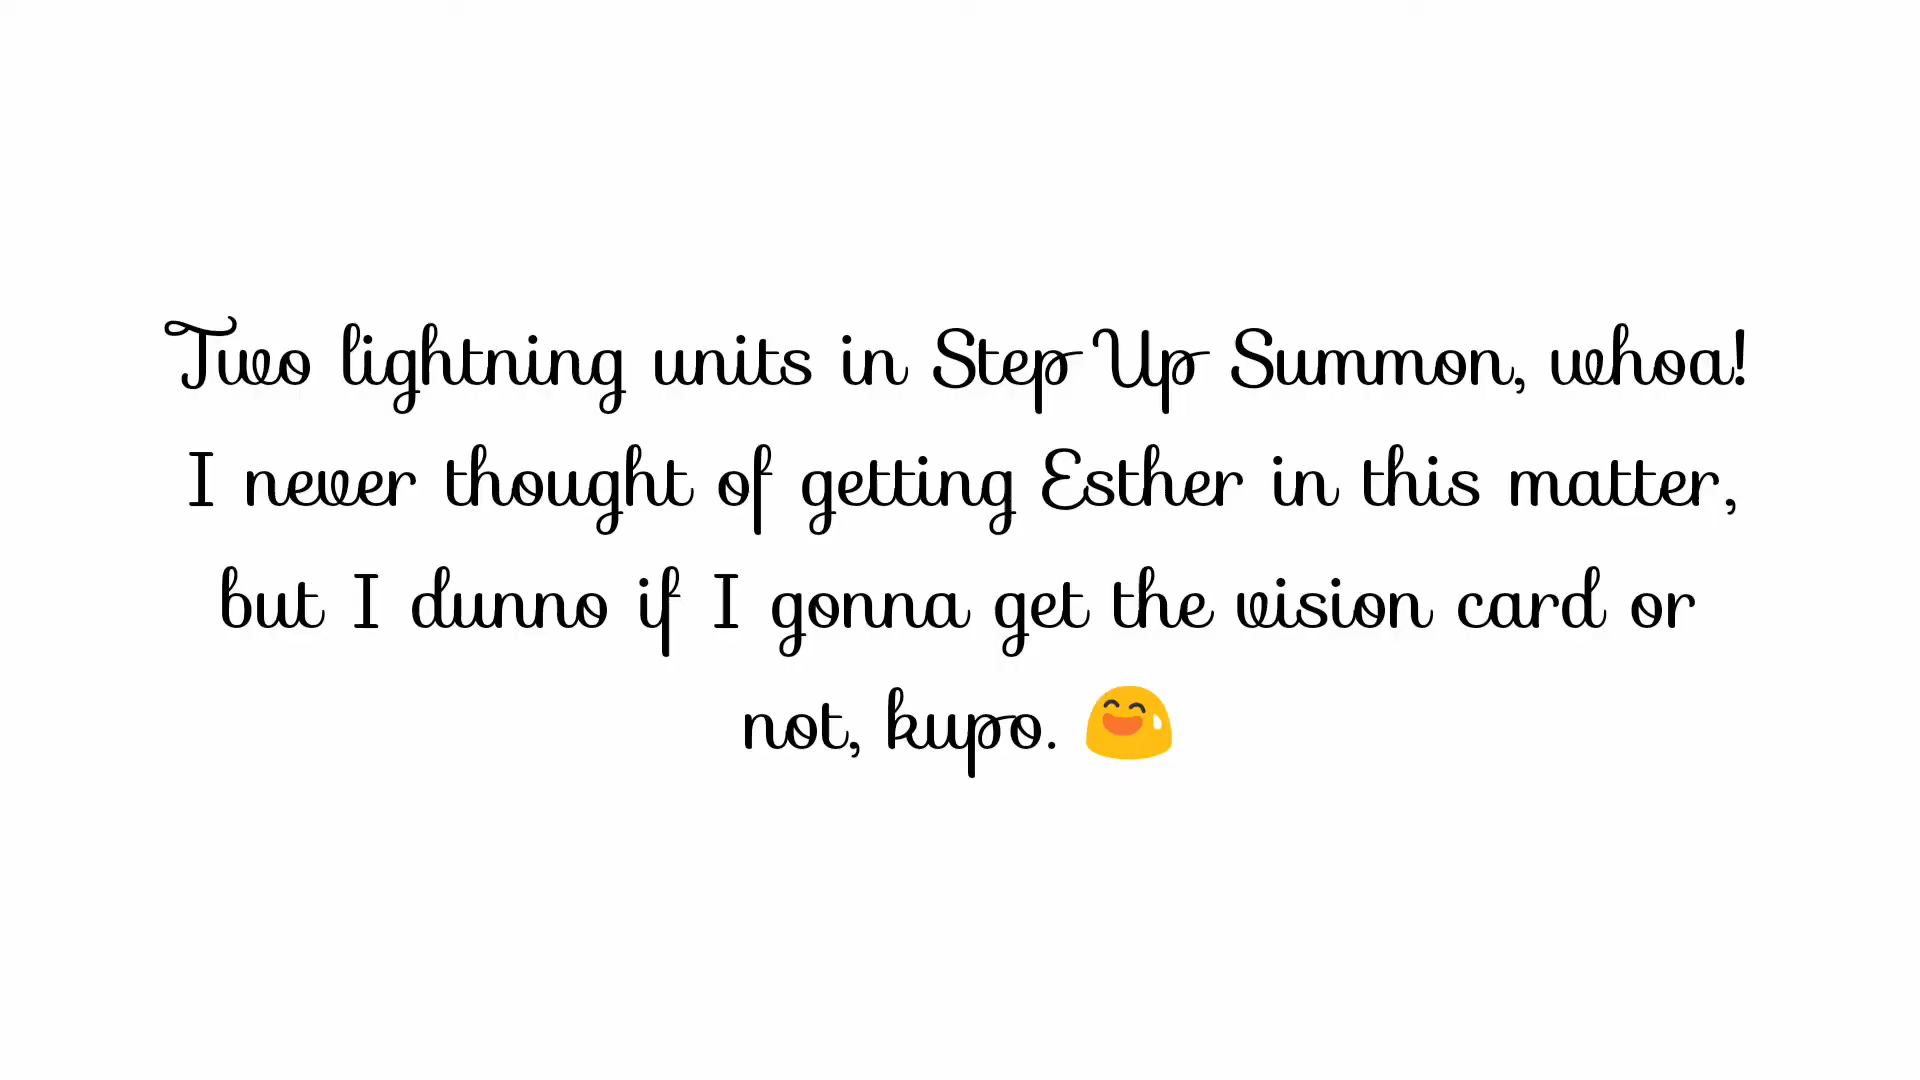 Two lightning units in Step Up Summon, whoa!
I never thought of getting Esther in this matter,
but I dunno if I gonna get the vision card or
not, kupo. 😅